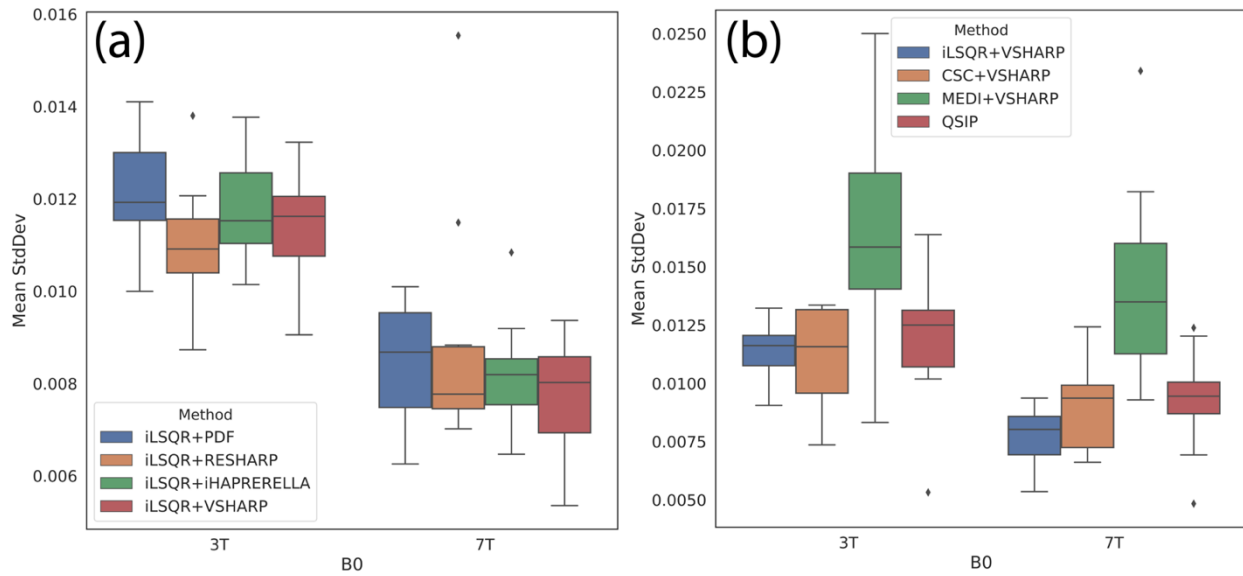 (a)
0.016
0.014
0.012
0.010
0.008
0.006
Mean StdDev
Method
iLSQR+PDF
iLSQR+RESHARP
iLSQR+iHAPRERELLA
iLSQR+VSHARP
3T
7T
B0
(b)
0.0250
0.0225
0.0200
0.0175
0.0150
0.0125
0.0100
0.0075
0.0050
Mean StdDev
Method
iLSQR+VSHARP
CSC+VSHARP
MEDI+VSHARP
QSIP
3T
7T
B0